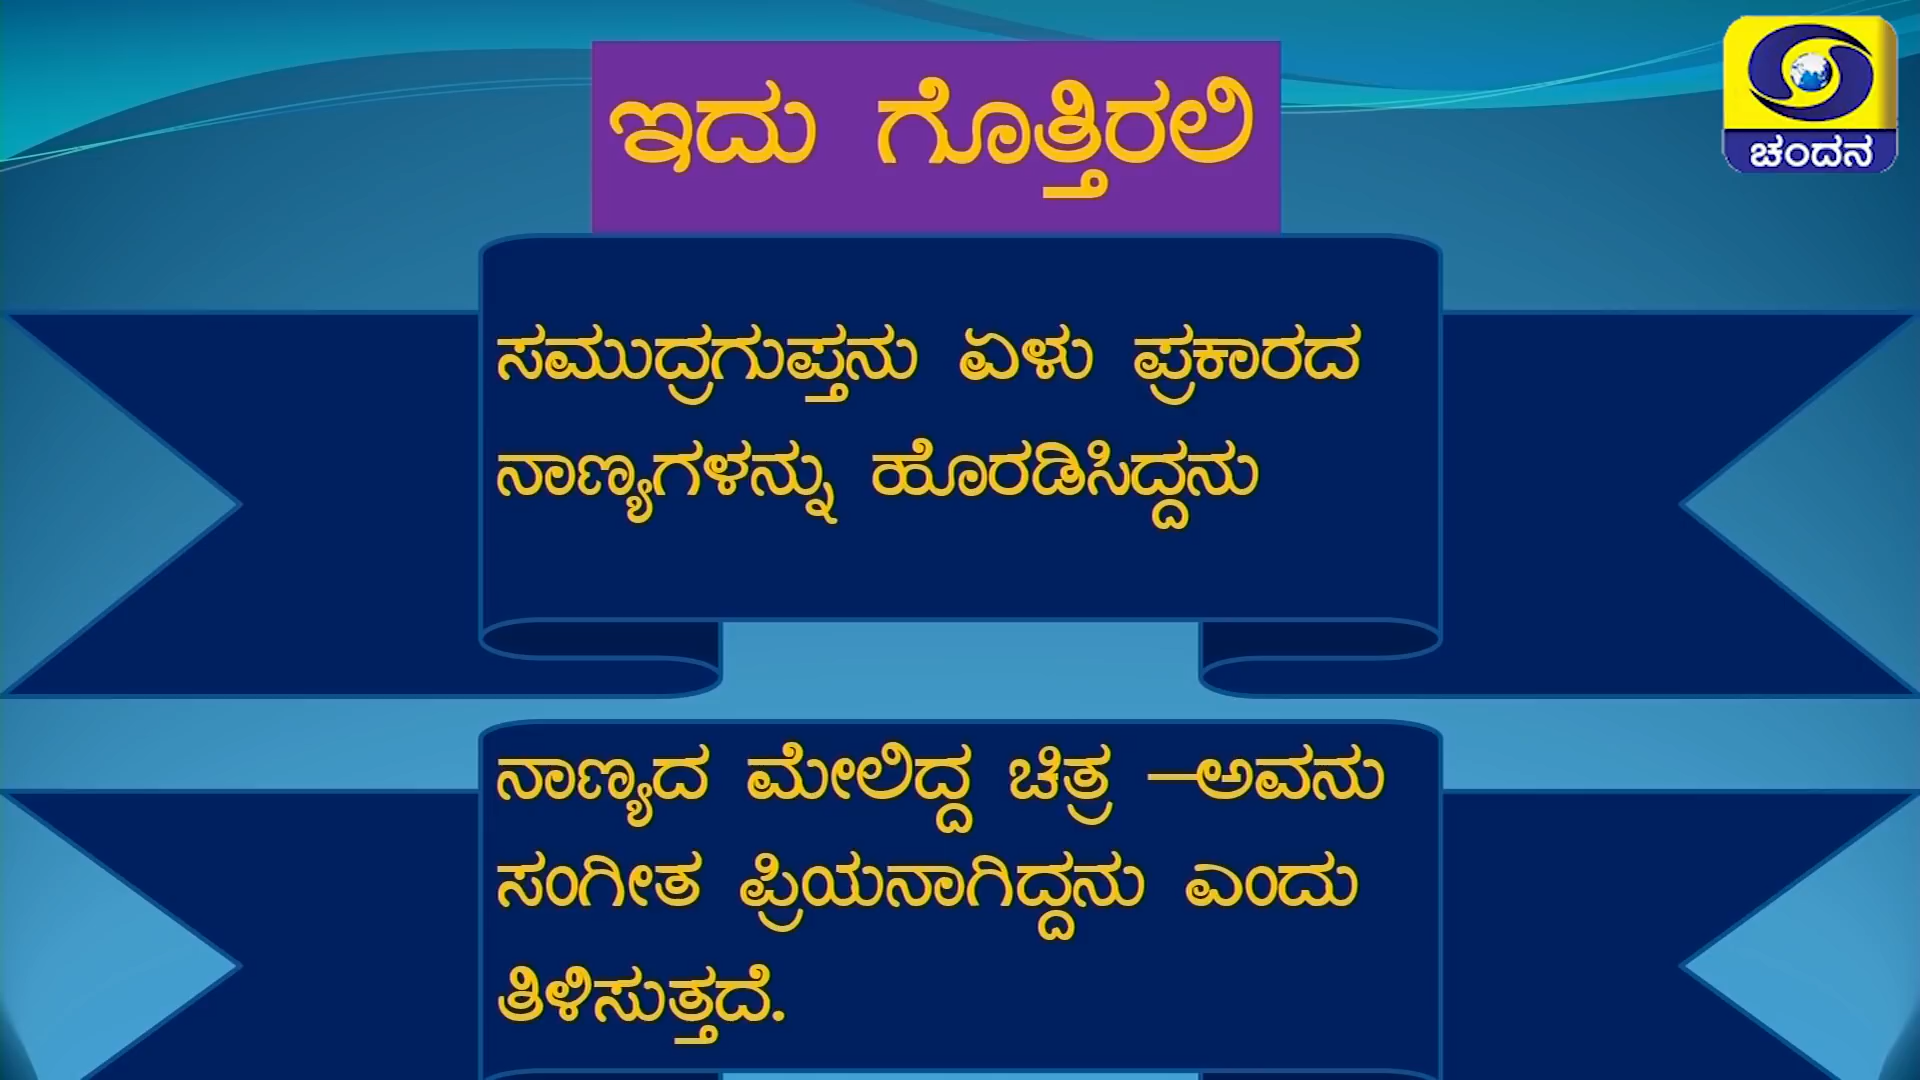 ಇದು ಗೊತ್ತಿರಲಿ
ಚಂದನ
ಸಮುದ್ರಗುಪ್ತನು ಏಳು ಪ್ರಕಾರದ
ನಾಣ್ಯಗಳನ್ನು ಹೊರಡಿಸಿದ್ದನು
ನಾಣ್ಯದ ಮೇಲಿದ್ದ ಚಿತ್ರ –ಅವನು
ಸಂಗೀತ ಪ್ರಿಯನಾಗಿದ್ದನು ಎಂದು
ತಿಳಿಸುತ್ತದೆ.